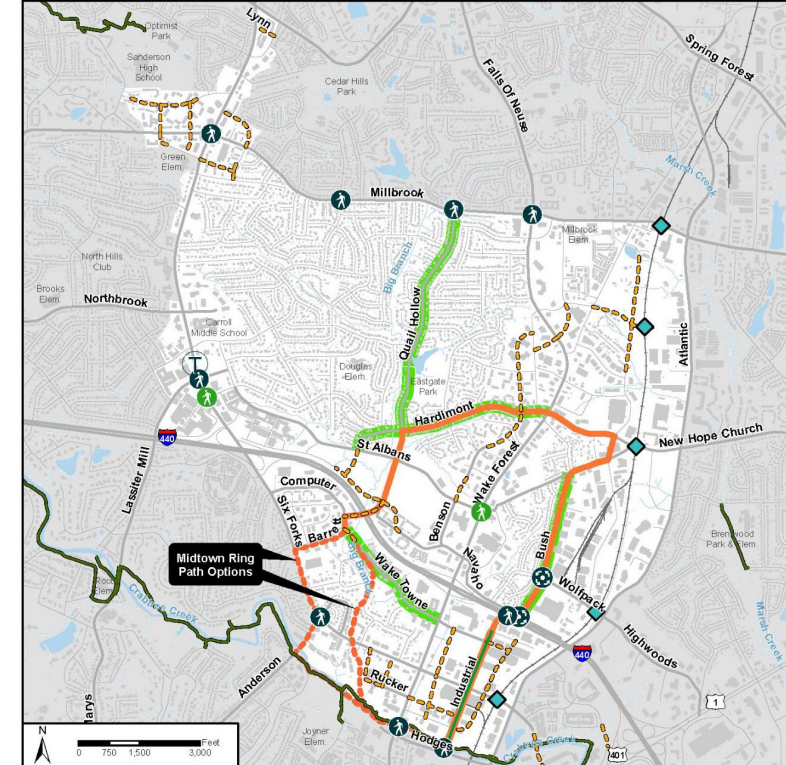 Lynn
Optimist
Park
Sanderson
High
School
Cedar Hills
Park
Falls Of Neuse
Spring Forest
Green
Elem.
Marsh Creek
Millbrook
Millbrook
Elem.
North Hills
Club
Big Branch
Brooks
Elem.
Northbrook
Quail Hollow
Atlantic
Carroll
Middle School
T
Douglas
Elem.
Eastgate
Park
Hardimont
440
St Albans
New Hope Church
Lassiter Mill
Wake Forest
Computer
Six Forks
Benson
Barrett
Bush
Navaho
Midtown Ring
Path Options
Big Branch
Wake Towne
Wolfpack
Crabtree Creek
Highwoods
440
Marsh Creek
Anderson
Rucker
Industrial
1
Joyner
Elem.
Hodges
Crabtree Creek
401
N
Feet
0 750 1,500 3,000